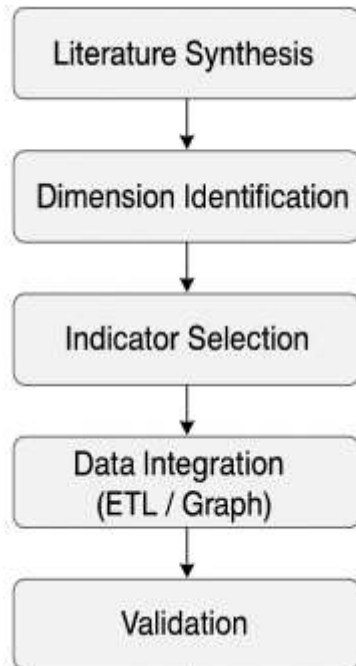 Literature Synthesis
Dimension Identification
Indicator Selection
Data Integration
(ETL / Graph)
Validation